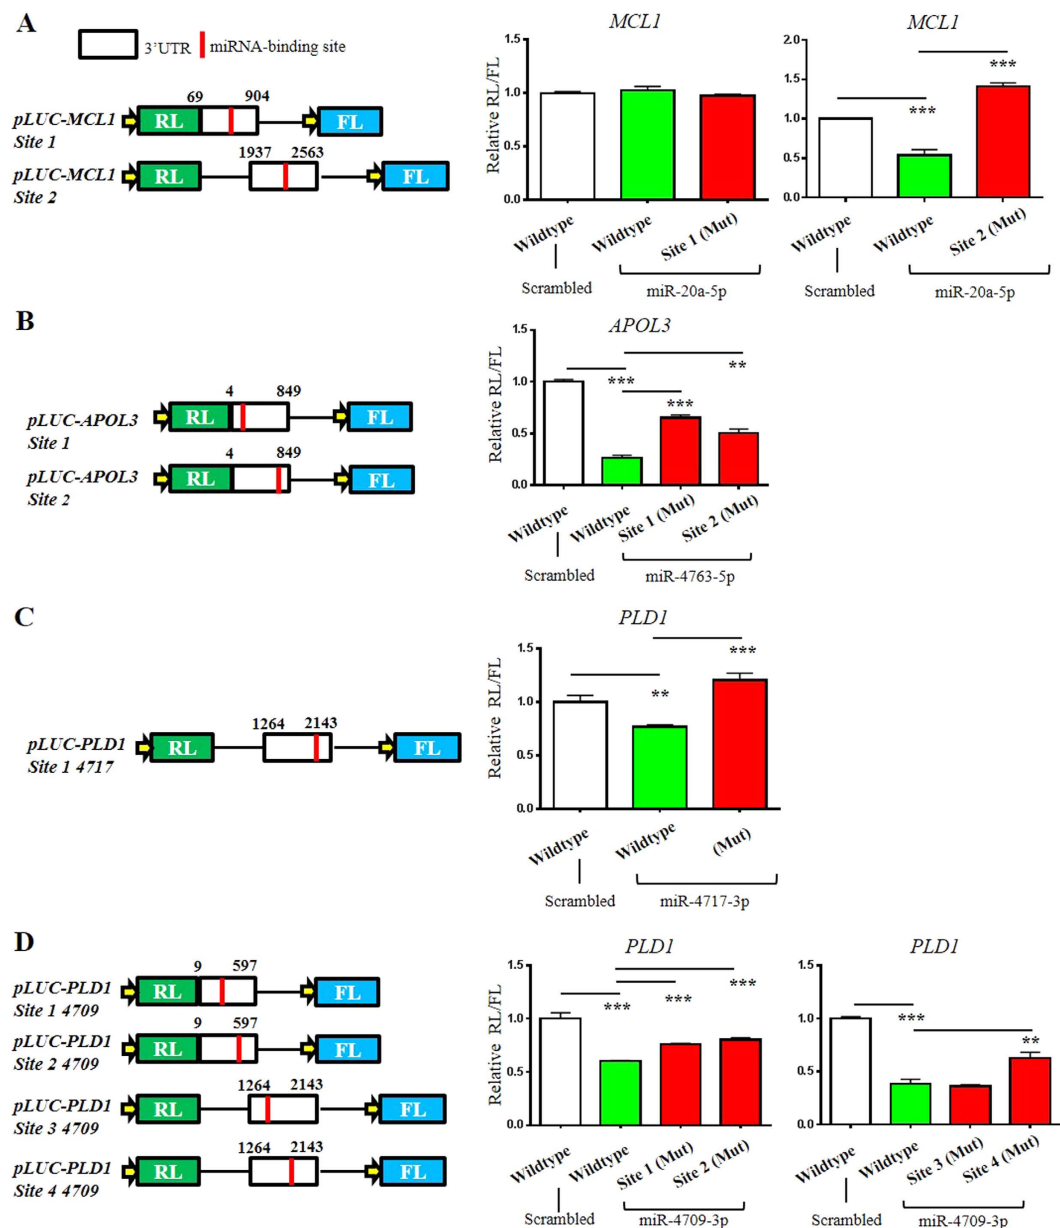 A
3'UTR
miRNA-binding site
pLUC-MCL1
Site 1
69
904
RL
FL
pLUC-MCL1
Site 2
1937
2563
RL
FL
MCL1
Relative RL/FL
1.5
1.0
0.5
0.0
Wildtype
Wildtype
Site 1 (Mut)
Scrambled
miR-20a-5p
MCL1
2.0
1.5
1.0
0.5
0.0
***
***
Wildtype
Wildtype
Site 2 (Mut)
Scrambled
miR-20a-5p
B
pLUC-APOL3
Site 1
4
849
RL
FL
pLUC-APOL3
Site 2
4
849
RL
FL
APOL3
Relative RL/FL
1.5
1.0
0.5
0.0
***
***
**
Wildtype
Wildtype
Site 1 (Mut)
Site 2 (Mut)
Scrambled
miR-4763-5p
C
pLUC-PLD1
Site 1 4717
1264
2143
RL
FL
PLD1
Relative RL/FL
1.5
1.0
0.5
0.0
**
***
Wildtype
Wildtype
(Mut)
Scrambled
miR-4717-3p
D
pLUC-PLD1
Site 1 4709
9
597
RL
FL
pLUC-PLD1
Site 2 4709
9
597
RL
FL
pLUC-PLD1
Site 3 4709
1264
2143
RL
FL
pLUC-PLD1
Site 4 4709
1264
2143
RL
FL
PLD1
Relative RL/FL
1.5
1.0
0.5
0.0
***
***
***
Wildtype
Wildtype
Site 1 (Mut)
Site 2 (Mut)
Scrambled
miR-4709-3p
PLD1
1.5
1.0
0.5
0.0
***
**
Wildtype
Wildtype
Site 3 (Mut)
Site 4 (Mut)
Scrambled
miR-4709-3p